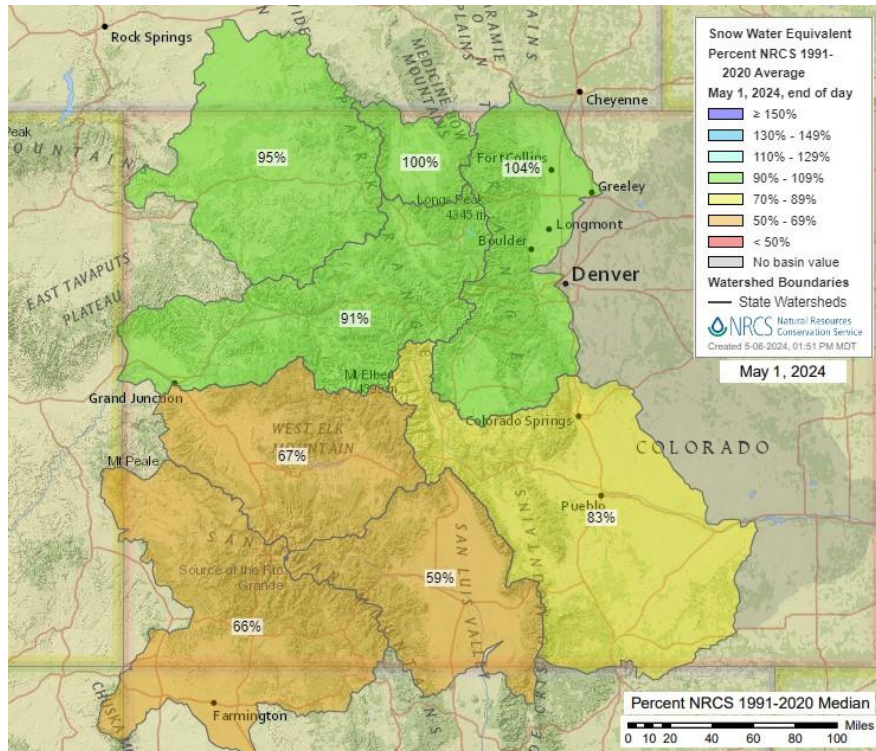 Rock Springs
Cheyenne
MEDICINE BOW
MOUNTAINS
Peak
95%
100%
Fort Collins
104%
Greeley
Longs Peak
4345 m
Longmont
Boulder
Denver
EAST TAVAPUTS
PLATEAU
91%
Mt Elbert
4399 m
Grand Junction
Colorado Springs
COLORADO
WEST ELK
MOUNTAIN
Mt Peale
67%
Pueblo
83%
SAN
Source of the Rio
Grande
59%
SAN LUIS VALLEY
66%
Farmington
CHUSKA
Snow Water Equivalent
Percent NRCS 1991-
2020 Average
May 1, 2024, end of day
≥ 150%
130% - 149%
110% - 129%
90% - 109%
70% - 89%
50% - 69%
< 50%
No basin value
Watershed Boundaries
State Watersheds
NRCS Natural Resources
Conservation Service
Created 5-06-2024, 01:51 PM MDT
May 1, 2024
Percent NRCS 1991-2020 Median
Miles
0 10 20 40 60 80 100